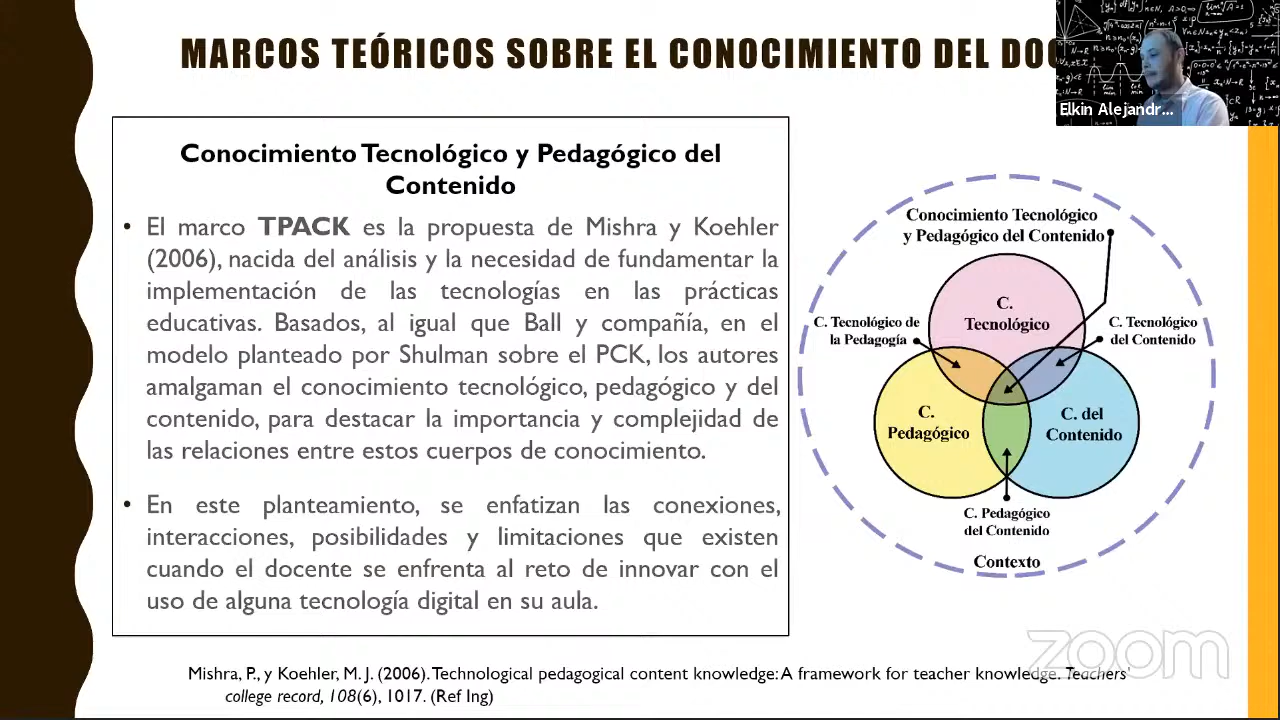 MARCOS TEÓRICOS SOBRE EL CONOCIMIENTO DEL DOC
Elkin Alejandr...
Conocimiento Tecnológico y Pedagógico del
Contenido
• El marco TPACK es la propuesta de Mishra y Koehler
(2006), nacida del análisis y la necesidad de fundamentar la
implementación de las tecnologías en las prácticas
educativas. Basados, al igual que Ball y compañía, en el
modelo planteado por Shulman sobre el PCK, los autores
amalgaman el conocimiento tecnológico, pedagógico y del
contenido, para destacar la importancia y complejidad de
las relaciones entre estos cuerpos de conocimiento.
• En este planteamiento, se enfatizan las conexiones,
interacciones, posibilidades y limitaciones que existen
cuando el docente se enfrenta al reto de innovar con el
uso de alguna tecnología digital en su aula.
Conocimiento Tecnológico
y Pedagógico del Contenido
C.
Tecnológico
C. Tecnológico de
la Pedagogía
C. Tecnológico
del Contenido
C.
Pedagógico
C. del
Contenido
C. Pedagógico
del Contenido
Contexto
zoom
Mishra, P., y Koehler, M. J. (2006). Technological pedagogical content knowledge: A framework for teacher knowledge. Teachers'
college record, 108(6), 1017. (Ref Ing)